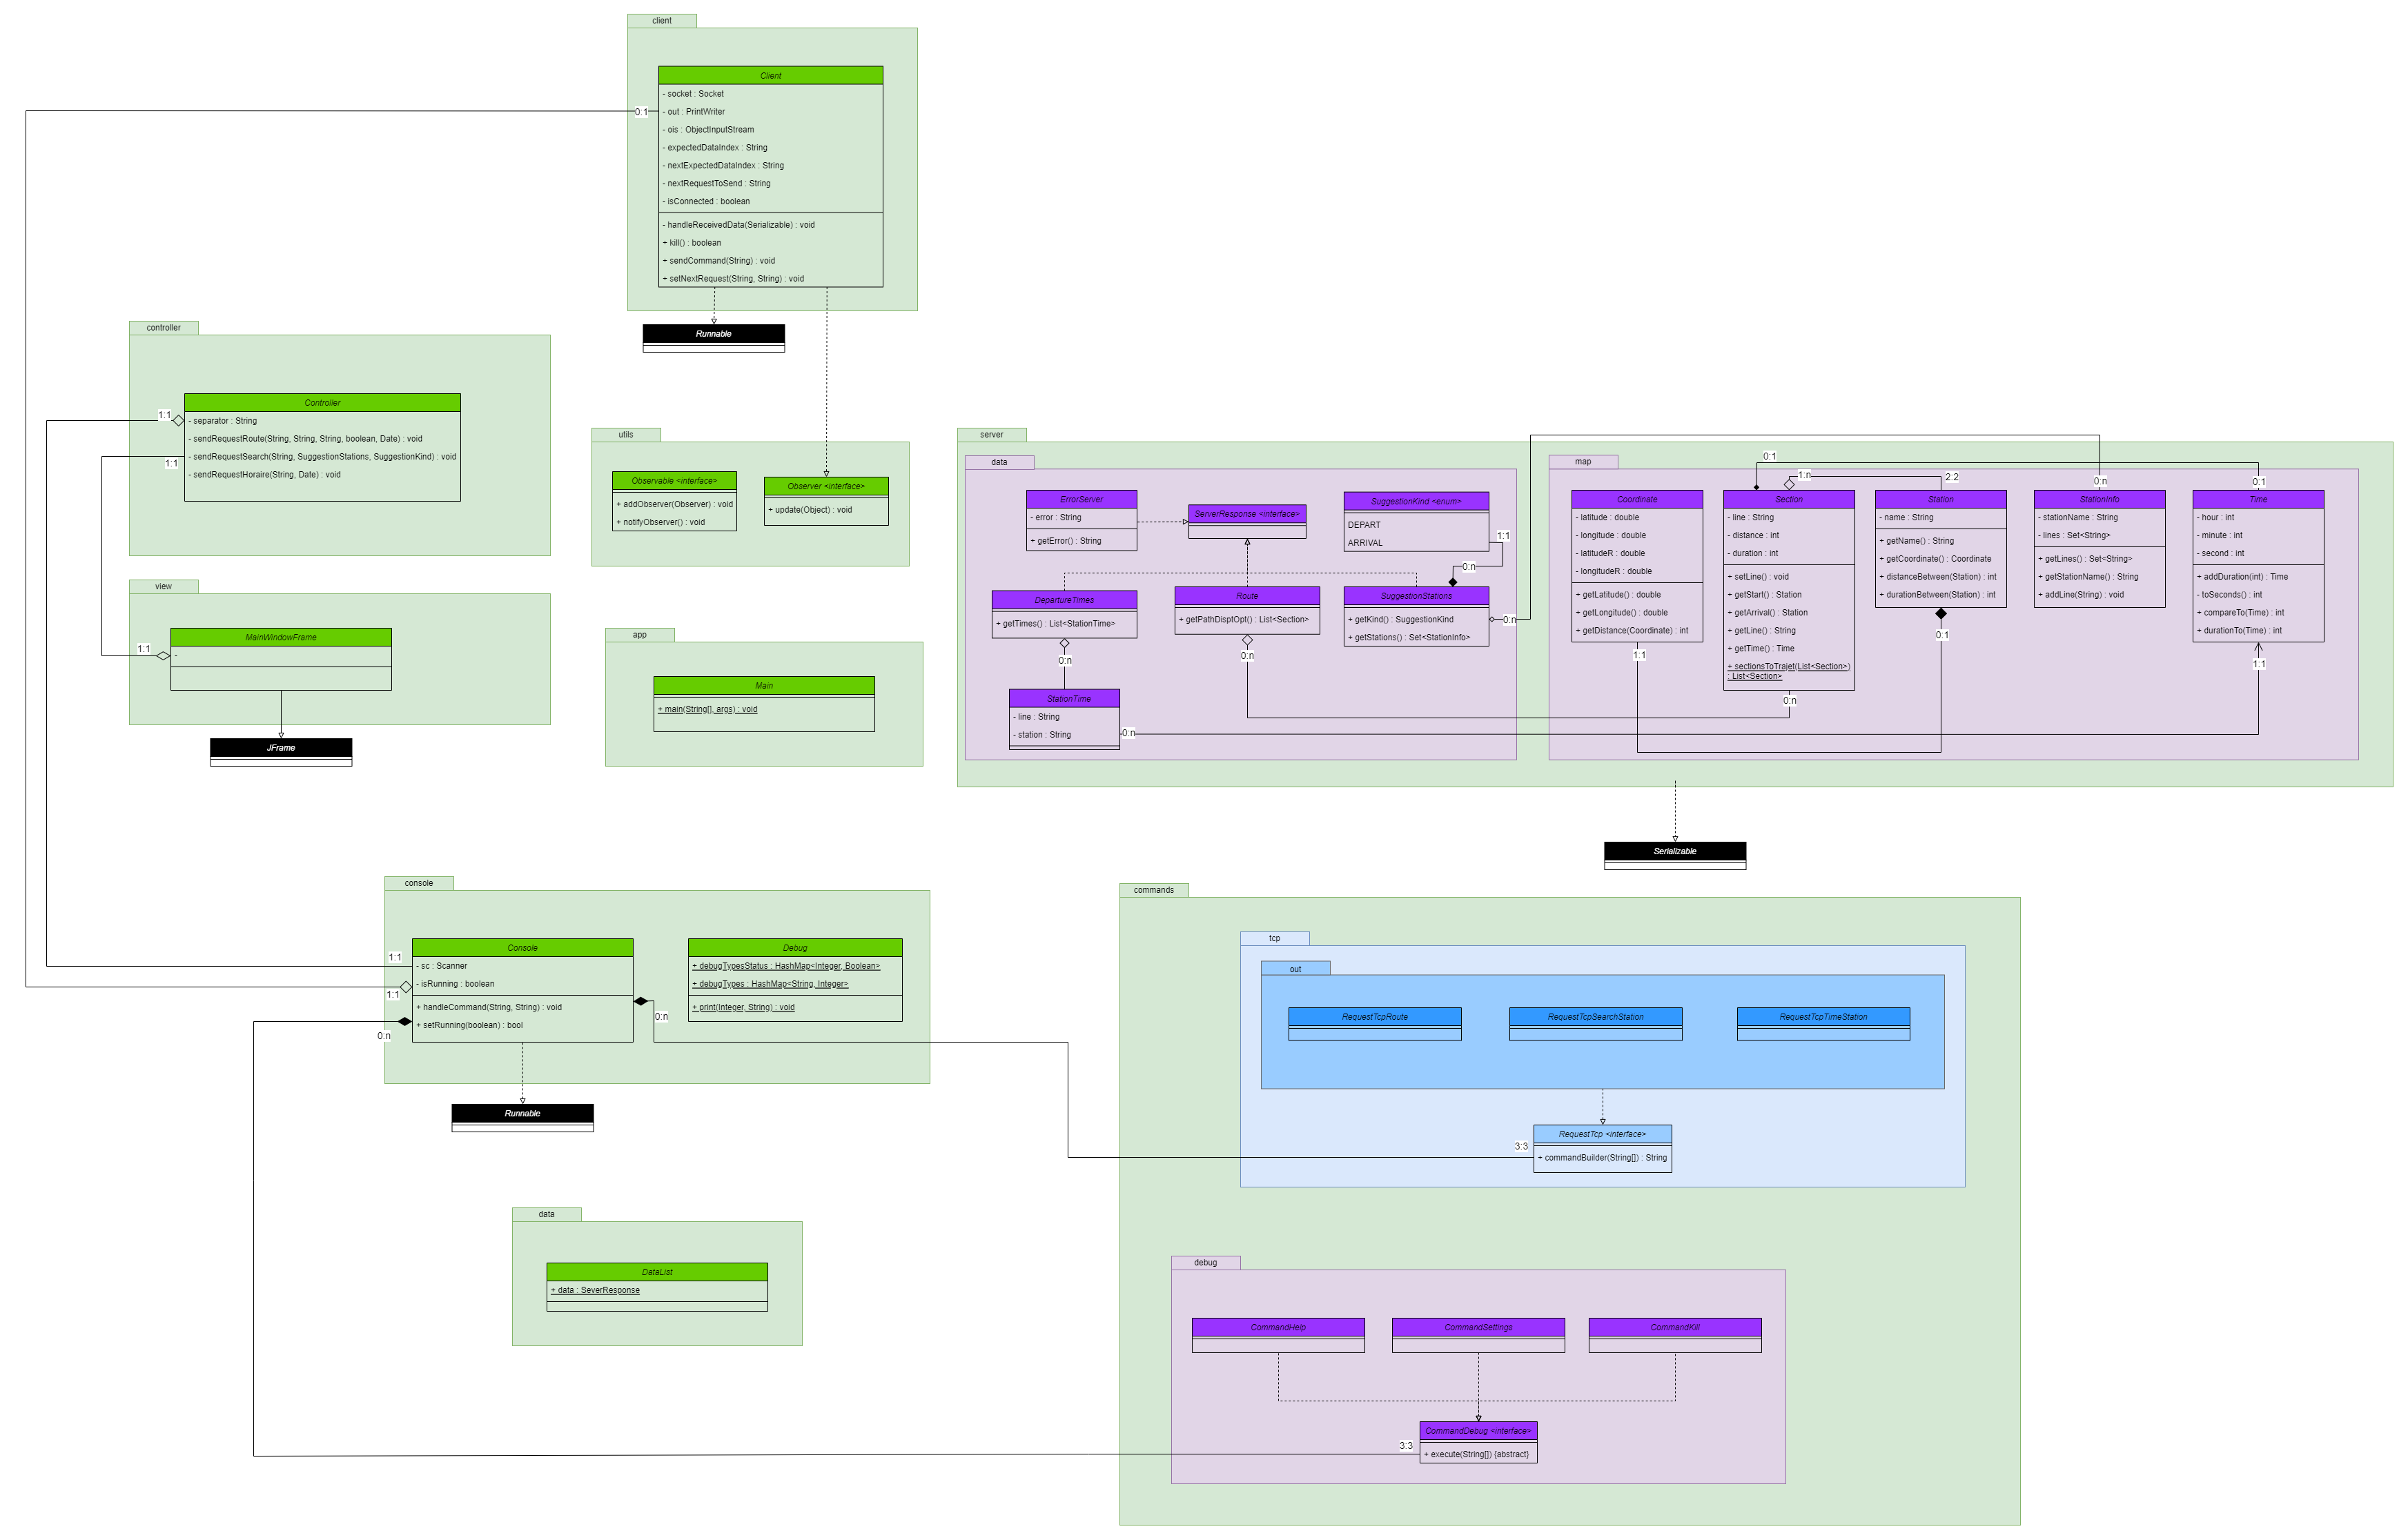 client
Client
- socket : Socket
- out : PrintWriter
- ois : ObjectInputStream
- expectedDataIndex : String
- nextExpectedDataIndex : String
- nextRequestToSend : String
- isConnected : boolean
- handleReceivedData(Serializable) : void
+ kill() : boolean
+ sendCommand(String) : void
+ setNextRequest(String, String) : void
0:1
Runnable
controller
Controller
- separator : String
- sendRequestRoute(String, String, String, boolean, Date) : void
- sendRequestSearch(String, SuggestionStations, SuggestionKind) : void
- sendRequestHoraire(String, Date) : void
1:1
1:1
view
MainWindowFrame
-
1:1
JFrame
utils
Observable <interface>
+ addObserver(Observer) : void
+ notifyObserver() : void
Observer <interface>
+ update(Object) : void
app
Main
+ main(String[], args) : void
server
data
ErrorServer
- error : String
+ getError() : String
ServerResponse <interface>
SuggestionKind <enum>
DEPART
ARRIVAL
1:1
0:n
DepartureTimes
+ getTimes() : List<StationTime>
0:n
Route
+ getPathDisptOpt() : List<Section>
0:n
SuggestionStations
+ getKind() : SuggestionKind
+ getStations() : Set<StationInfo>
0:n
StationTime
- line : String
- station : String
0:n
map
0:1
1:n
2:2
0:n
0:1
Coordinate
- latitude : double
- longitude : double
- latitudeR : double
- longitudeR : double
+ getLatitude() : double
+ getLongitude() : double
+ getDistance(Coordinate) : int
1:1
Section
- line : String
- distance : int
- duration : int
+ setLine() : void
+ getStart() : Station
+ getArrival() : Station
+ getLine() : String
+ getTime() : Time
+ sectionsToTrajet(List<Section>)
: List<Section>
0:n
Station
- name : String
+ getName() : String
+ getCoordinate() : Coordinate
+ distanceBetween(Station) : int
+ durationBetween(Station) : int
0:1
StationInfo
- stationName : String
- lines : Set<String>
+ getLines() : Set<String>
+ getStationName() : String
+ addLine(String) : void
Time
- hour : int
- minute : int
- second : int
+ addDuration(int) : Time
- toSeconds() : int
+ compareTo(Time) : int
+ durationTo(Time) : int
1:1
Serializable
console
Console
- sc : Scanner
- isRunning : boolean
+ handleCommand(String, String) : void
+ setRunning(boolean) : bool
1:1
1:1
0:n
0:n
Debug
+ debugTypesStatus : HashMap<Integer, Boolean>
+ debugTypes : HashMap<String, Integer>
+ print(Integer, String) : void
Runnable
data
DataList
+ data : SeverResponse
commands
tcp
out
RequestTcpRoute
RequestTcpSearchStation
RequestTcpTimeStation
RequestTcp <interface>
+ commandBuilder(String[]) : String
3:3
debug
CommandHelp
CommandSettings
CommandKill
CommandDebug <interface>
+ execute(String[]) {abstract}
3:3